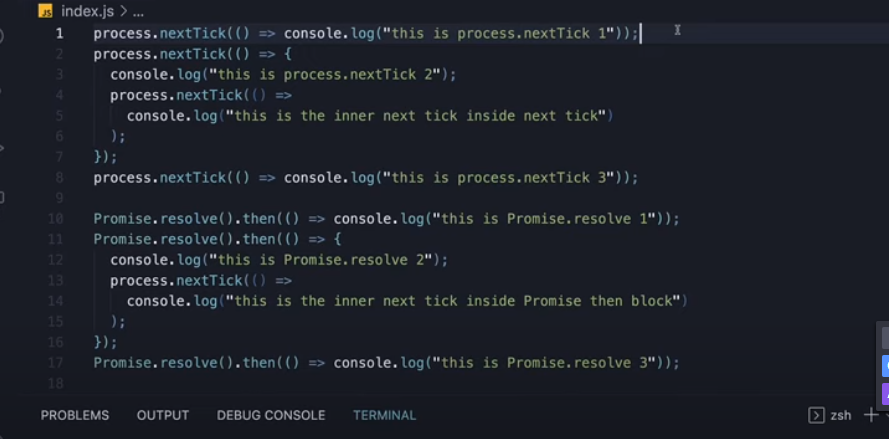 JS index.js > ...
1 process.nextTick(() => console.log("this is process.nextTick 1"));
2 process.nextTick(() => {
3 console.log("this is process.nextTick 2");
4 process.nextTick(() =>
5 console.log("this is the inner next tick inside next tick")
6 );
7 });
8 process.nextTick(() => console.log("this is process.nextTick 3"));
9
10 Promise.resolve().then(() => console.log("this is Promise.resolve 1"));
11 Promise.resolve().then(() => {
12 console.log("this is Promise.resolve 2");
13 process.nextTick(() =>
14 console.log("this is the inner next tick inside Promise then block")
15 );
16 });
17 Promise.resolve().then(() => console.log("this is Promise.resolve 3"));
18
PROBLEMS OUTPUT DEBUG CONSOLE TERMINAL zsh